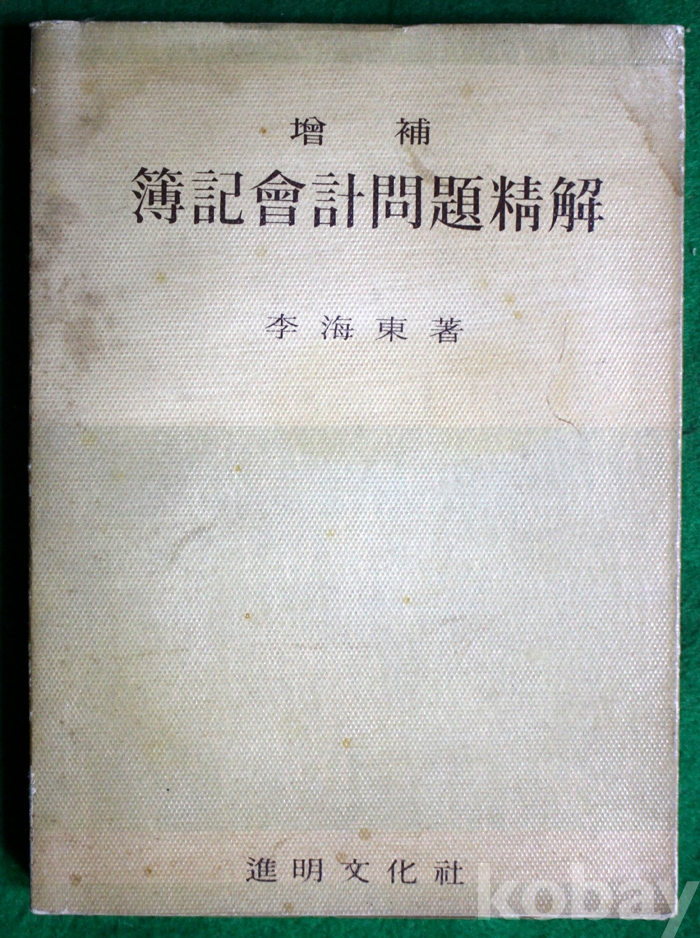 增補
簿記會計問題精解
李海東著
進明文化社
kobay